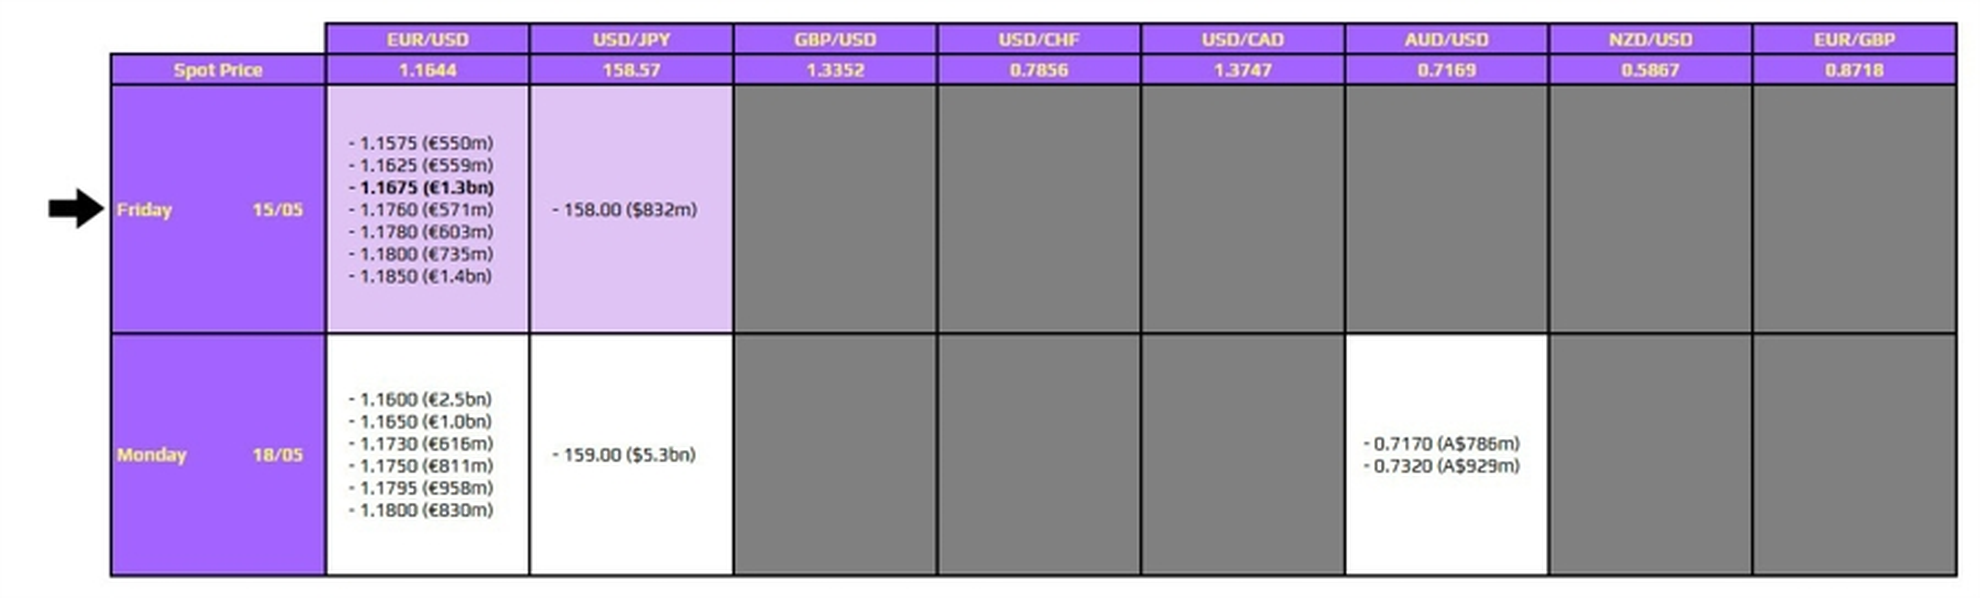 EUR/USD USD/JPY GBP/USD USD/CHF USD/CAD AUD/USD NZD/USD EUR/GBP
Spot Price 1.1644 158.57 1.3352 0.7856 1.3747 0.7169 0.5867 0.8718
Friday 15/05
- 1.1575 (€550m)
- 1.1625 (€559m)
- 1.1675 (€1.3bn)
- 1.1760 (€571m)
- 1.1780 (€603m)
- 1.1800 (€735m)
- 1.1850 (€1.4bn)
- 158.00 ($832m)
Monday 18/05
- 1.1600 (€2.5bn)
- 1.1650 (€1.0bn)
- 1.1730 (€616m)
- 1.1750 (€811m)
- 1.1795 (€958m)
- 1.1800 (€830m)
- 159.00 ($5.3bn)
- 0.7170 (A$786m)
- 0.7320 (A$929m)